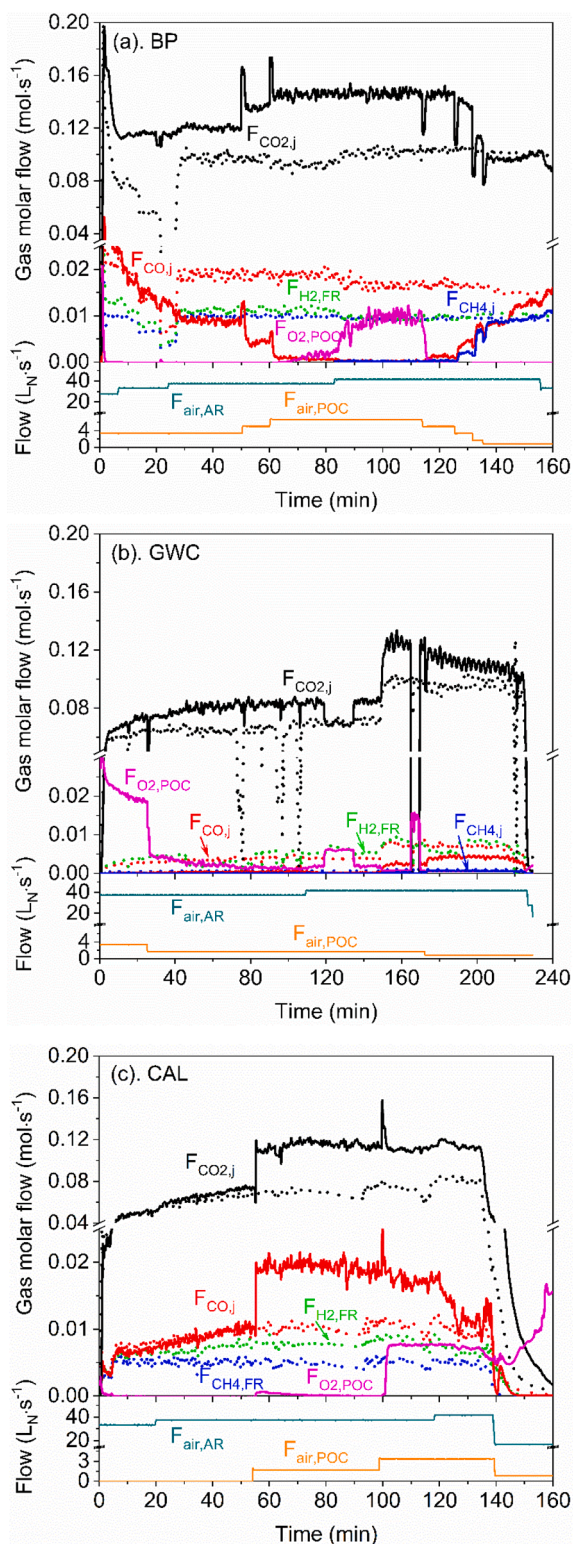 (a). BP
Gas molar flow (mol·s⁻¹)
0.20
0.16
0.12
0.08
0.04
0.02
0.01
0.00
F_CO2,j
F_CO,j
F_H2,FR
F_O2,POC
F_CH4,j
Flow (L_N·s⁻¹)
40
20
4
0
F_air,AR
F_air,POC
0 20 40 60 80 100 120 140 160
Time (min)
(b). GWC
Gas molar flow (mol·s⁻¹)
0.20
0.16
0.12
0.08
0.02
0.01
0.00
F_CO2,j
F_O2,POC
F_CO,j
F_H2,FR
F_CH4,j
Flow (L_N·s⁻¹)
40
20
4
0
F_air,AR
F_air,POC
0 40 80 120 160 200 240
Time (min)
(c). CAL
Gas molar flow (mol·s⁻¹)
0.20
0.16
0.12
0.08
0.04
0.02
0.01
0.00
F_CO2,j
F_CO,j
F_H2,FR
F_CH4,FR
F_O2,POC
Flow (L_N·s⁻¹)
40
20
3
0
F_air,AR
F_air,POC
0 20 40 60 80 100 120 140 160
Time (min)